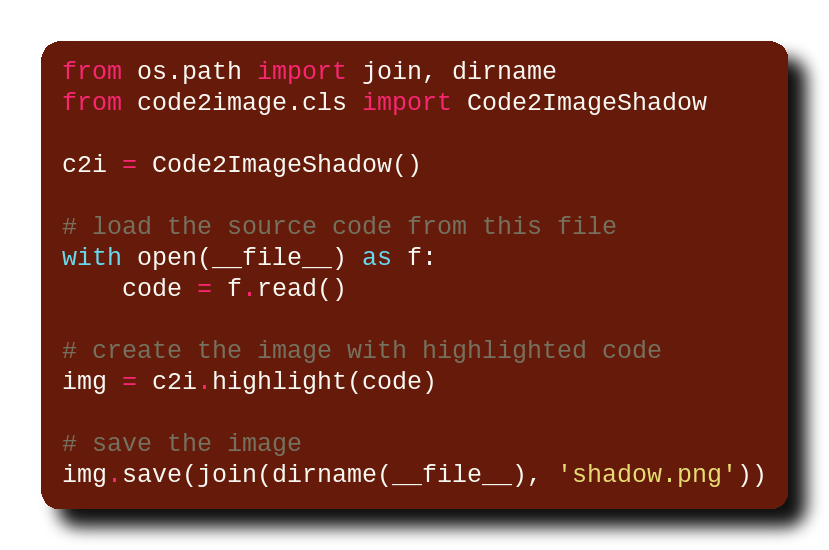 from os.path import join, dirname
from code2image.cls import Code2ImageShadow

c2i = Code2ImageShadow()

# load the source code from this file
with open(__file__) as f:
    code = f.read()

# create the image with highlighted code
img = c2i.highlight(code)

# save the image
img.save(join(dirname(__file__), 'shadow.png'))